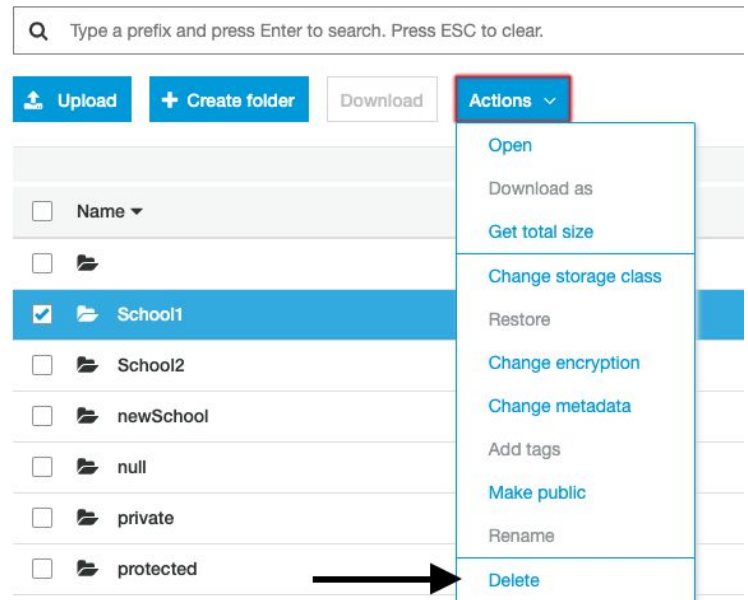 Type a prefix and press Enter to search. Press ESC to clear.
Upload
Create folder
Download
Actions
Open
Download as
Get total size
Name
Change storage class
School1
Restore
School2
Change encryption
newSchool
Change metadata
null
Add tags
private
Make public
Rename
protected
Delete